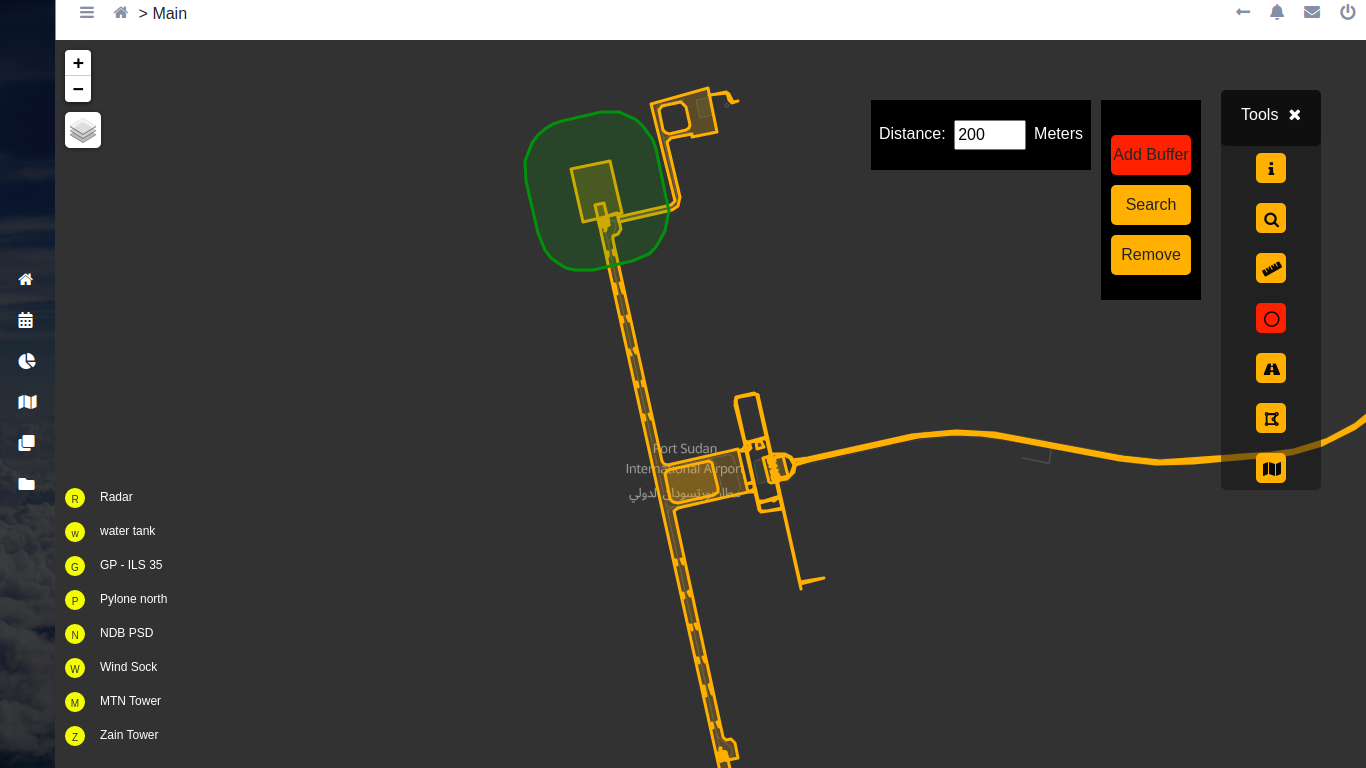 > Main
+
−
Distance: 200 Meters
Add Buffer
Search
Remove
Tools
Port Sudan
International Airport
مطار بورتسودان الدولي
R Radar
w water tank
G GP - ILS 35
P Pylone north
N NDB PSD
W Wind Sock
M MTN Tower
Z Zain Tower